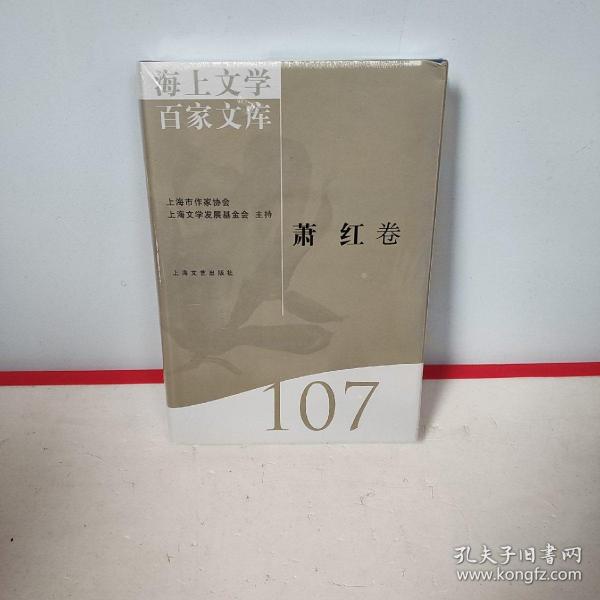 海上文学
百家文库
上海市作家协会
上海文学发展基金会 主持
萧红卷
上海文艺出版社
107
孔夫子旧书网
www.kongfz.com